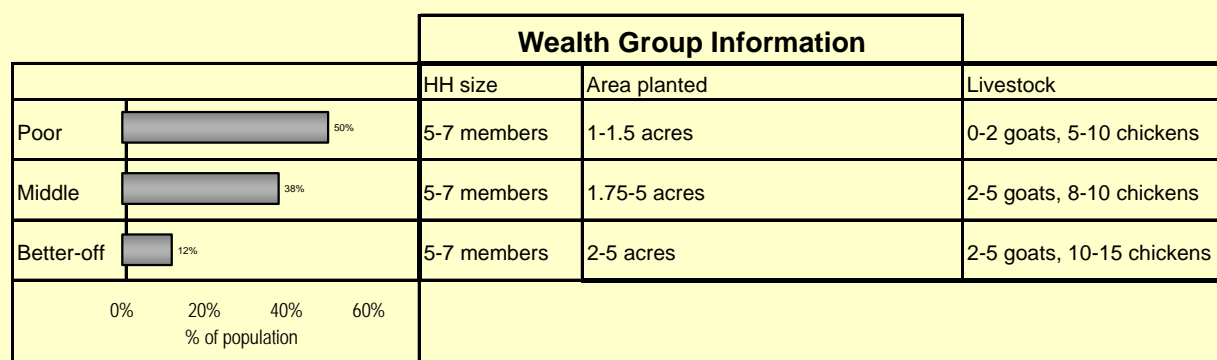 Wealth Group Information
HH size Area planted Livestock
Poor 50% 5-7 members 1-1.5 acres 0-2 goats, 5-10 chickens
Middle 38% 5-7 members 1.75-5 acres 2-5 goats, 8-10 chickens
Better-off 12% 5-7 members 2-5 acres 2-5 goats, 10-15 chickens
0% 20% 40% 60%
% of population